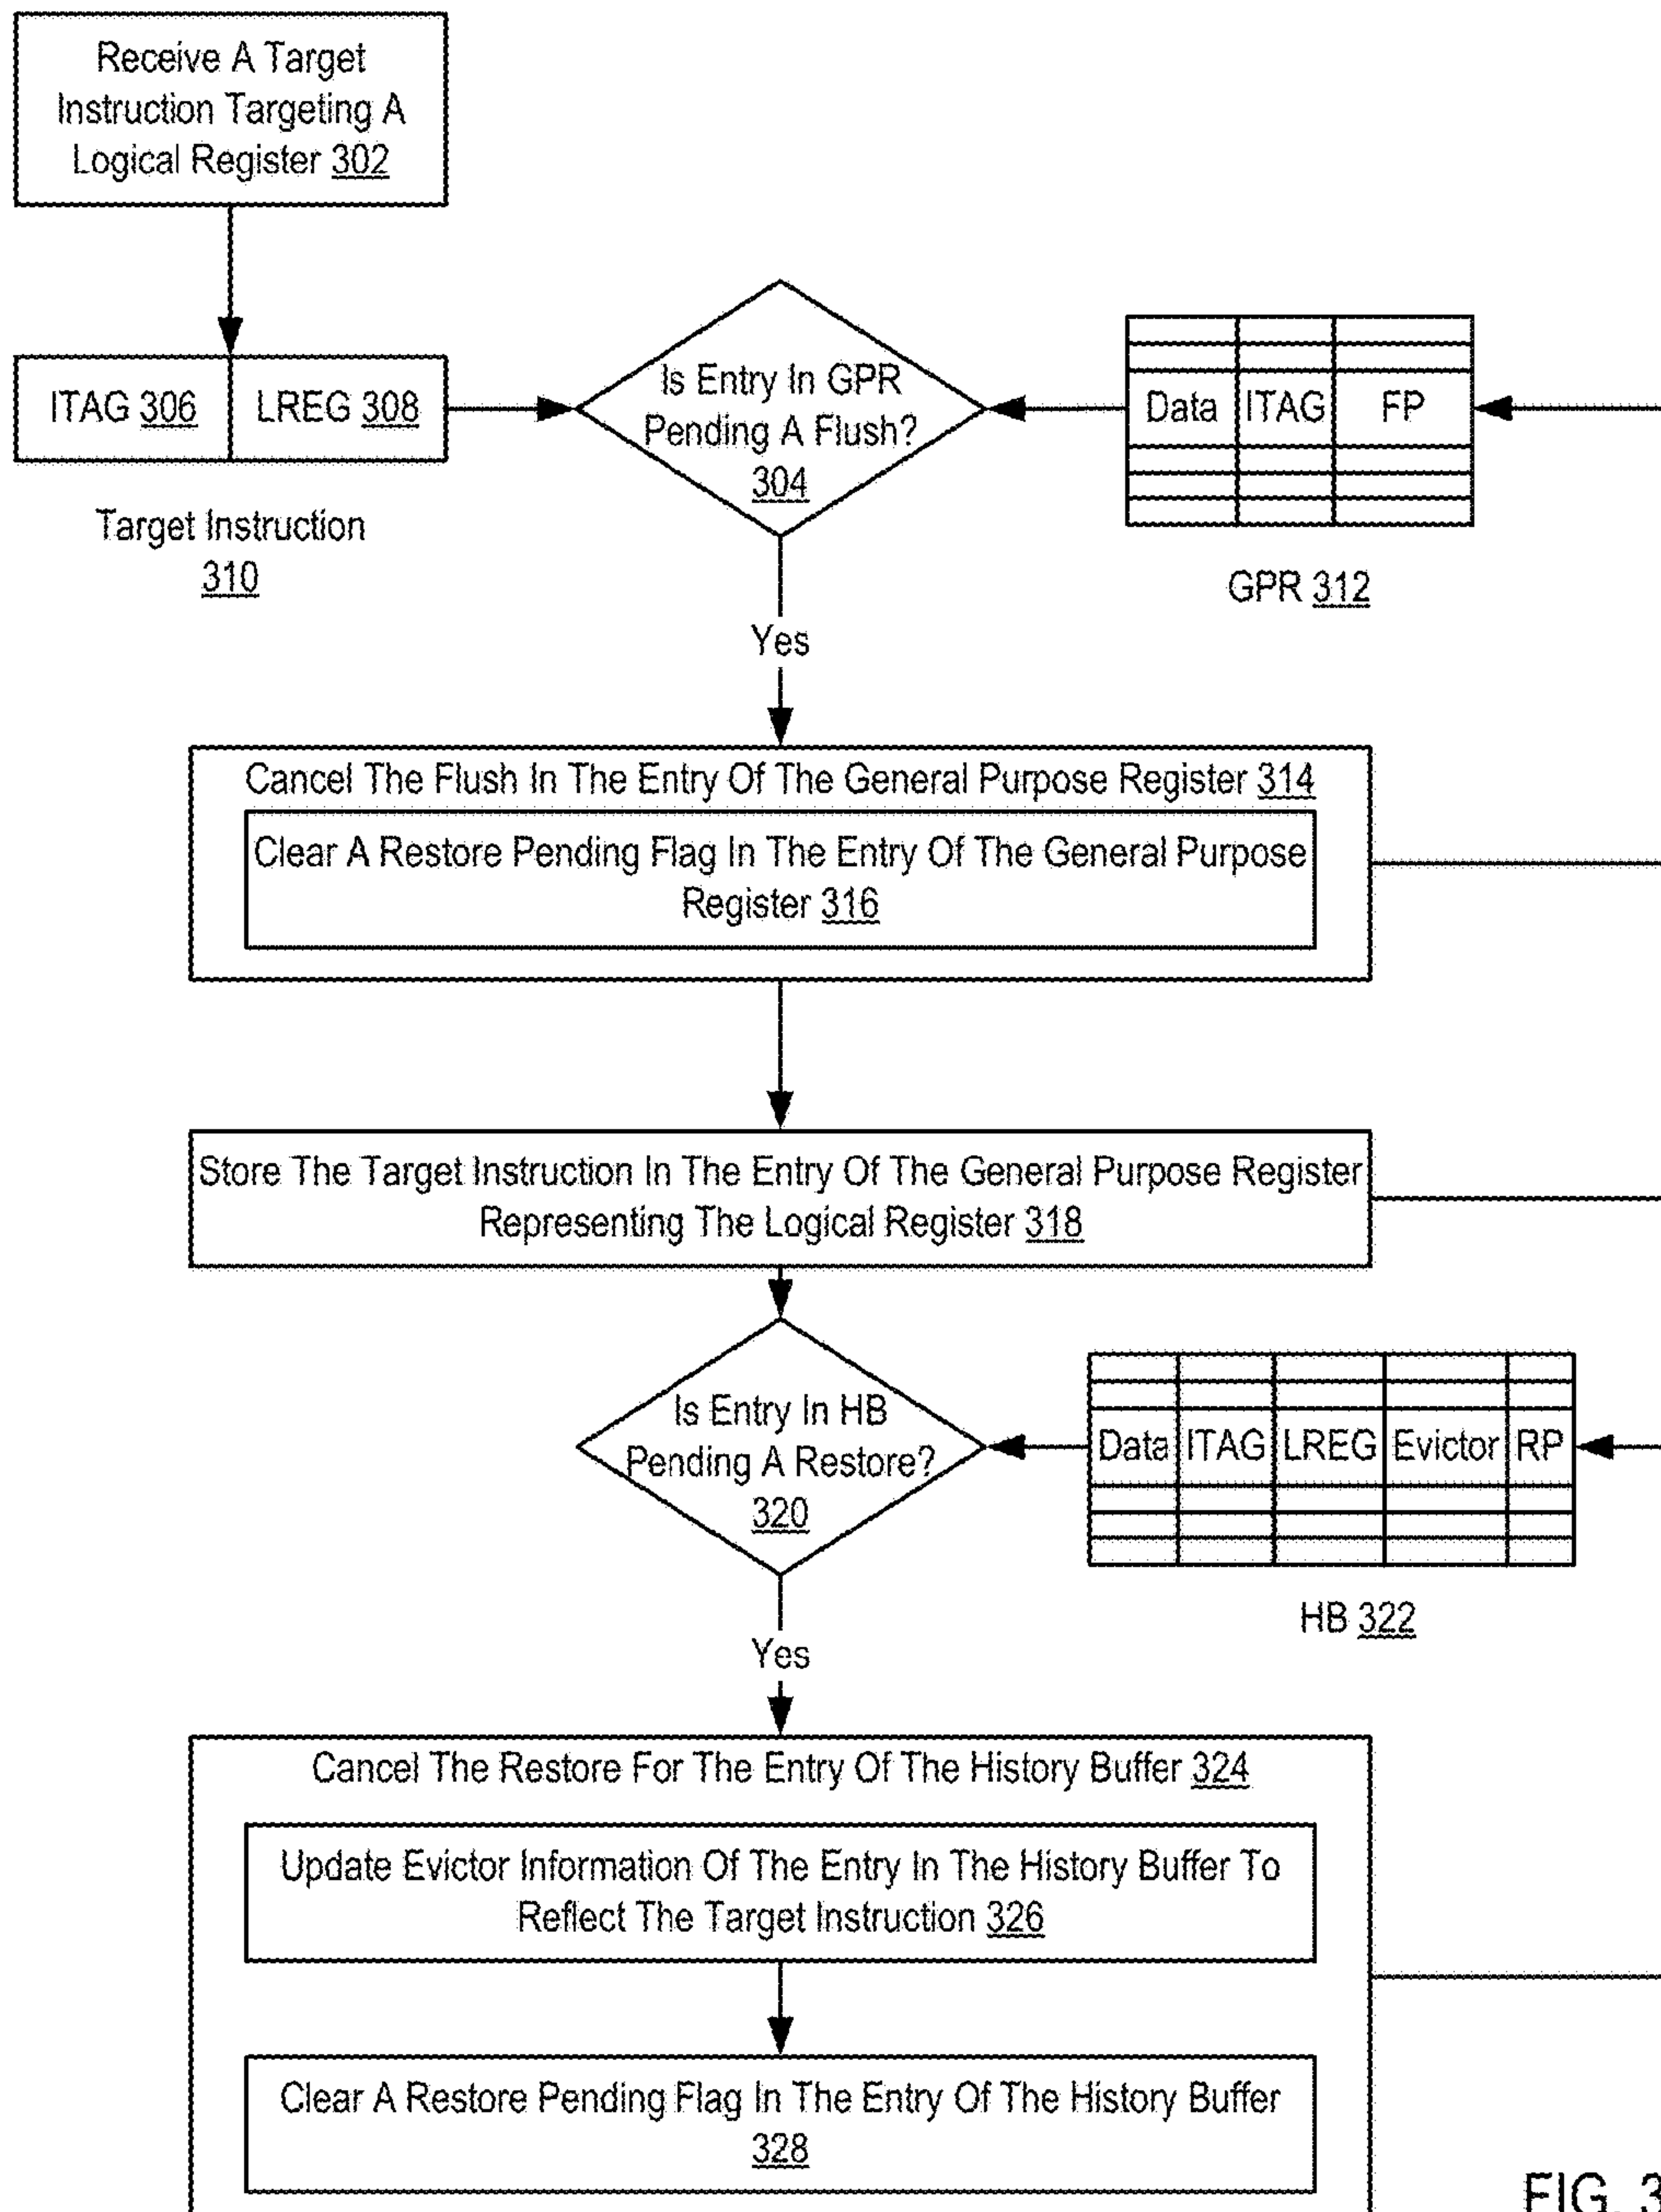 Receive A Target
Instruction Targeting A
Logical Register 302
ITAG 306 LREG 308
Target Instruction
310
Is Entry In GPR
Pending A Flush?
304
Data ITAG FP
GPR 312
Yes
Cancel The Flush In The Entry Of The General Purpose Register 314
Clear A Restore Pending Flag In The Entry Of The General Purpose
Register 316
Store The Target Instruction In The Entry Of The General Purpose Register
Representing The Logical Register 318
Is Entry In HB
Pending A Restore?
320
Data ITAG LREG Evictor RP
HB 322
Yes
Cancel The Restore For The Entry Of The History Buffer 324
Update Evictor Information Of The Entry In The History Buffer To
Reflect The Target Instruction 326
Clear A Restore Pending Flag In The Entry Of The History Buffer
328
FIG. 3